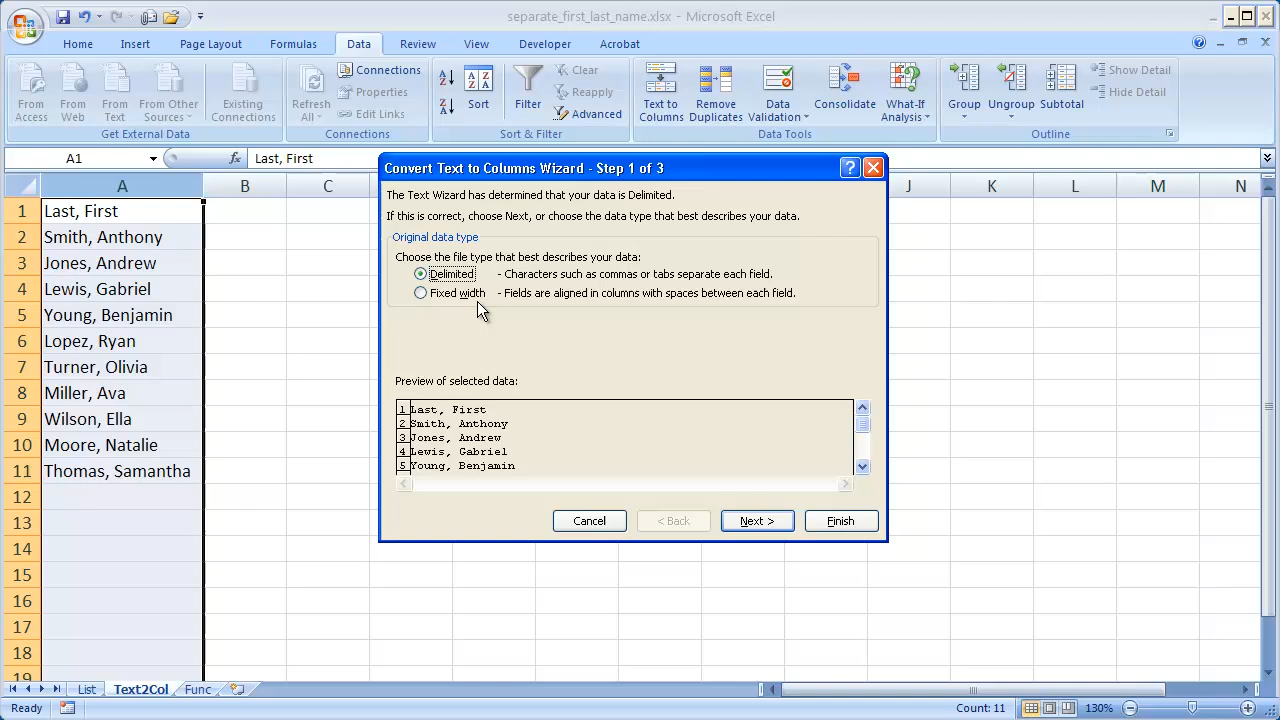 separate_first_last_name.xlsx - Microsoft Excel
Home Insert Page Layout Formulas Data Review View Developer Acrobat
From Access
From Web
From Text
From Other Sources
Existing Connections
Get External Data
Refresh All
Connections
Properties
Edit Links
Connections
Sort
Filter
Clear
Reapply
Advanced
Sort & Filter
Text to Columns
Remove Duplicates
Data Validation
Consolidate
What-If Analysis
Data Tools
Group
Ungroup
Subtotal
Show Detail
Hide Detail
Outline
A1 fx Last, First
A B C J K L M N
1 Last, First
2 Smith, Anthony
3 Jones, Andrew
4 Lewis, Gabriel
5 Young, Benjamin
6 Lopez, Ryan
7 Turner, Olivia
8 Miller, Ava
9 Wilson, Ella
10 Moore, Natalie
11 Thomas, Samantha
12
13
14
15
16
17
18
19
Convert Text to Columns Wizard - Step 1 of 3
The Text Wizard has determined that your data is Delimited.
If this is correct, choose Next, or choose the data type that best describes your data.
Original data type
Choose the file type that best describes your data:
Delimited - Characters such as commas or tabs separate each field.
Fixed width - Fields are aligned in columns with spaces between each field.
Preview of selected data:
1 Last, First
2 Smith, Anthony
3 Jones, Andrew
4 Lewis, Gabriel
5 Young, Benjamin
Cancel < Back Next > Finish
List Text2Col Func
Ready Count: 11 130%